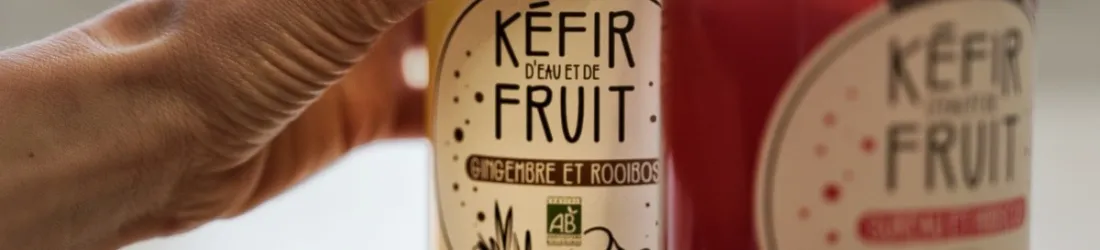 KÉFIR
D'EAU ET DE
FRUIT
GINGEMBRE ET ROOIBOS
AB
KÉFIR
FRUIT